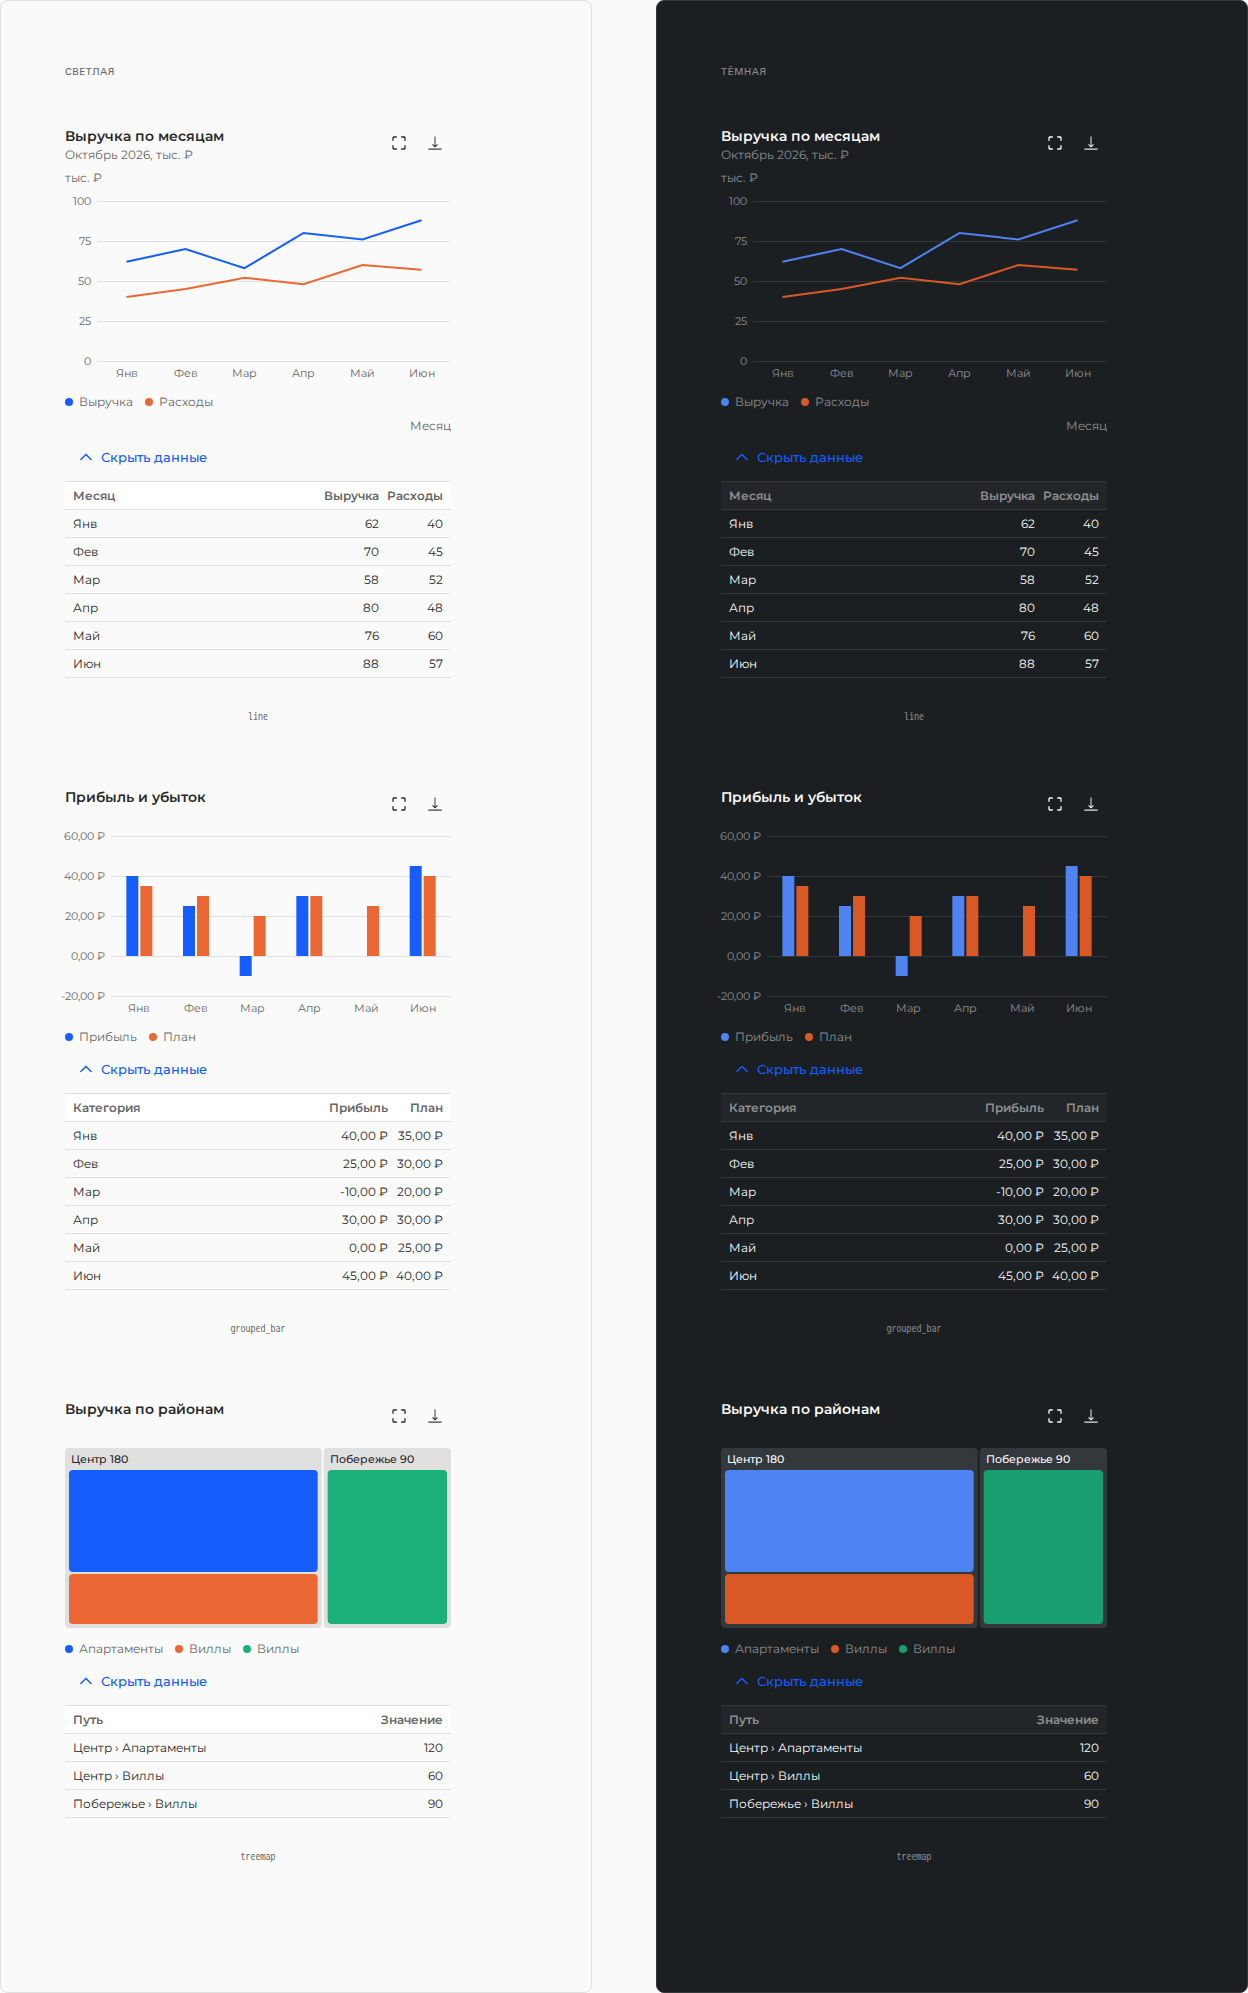 СВЕТЛАЯ
Выручка по месяцам
Октябрь 2026, тыс. ₽
тыс. ₽
100
75
50
25
0
Янв Фев Мар Апр Май Июн
Выручка Расходы
Месяц
Скрыть данные
Месяц Выручка Расходы
Янв 62 40
Фев 70 45
Мар 58 52
Апр 80 48
Май 76 60
Июн 88 57
line
Прибыль и убыток
60,00 ₽
40,00 ₽
20,00 ₽
0,00 ₽
-20,00 ₽
Янв Фев Мар Апр Май Июн
Прибыль План
Скрыть данные
Категория Прибыль План
Янв 40,00 ₽ 35,00 ₽
Фев 25,00 ₽ 30,00 ₽
Мар -10,00 ₽ 20,00 ₽
Апр 30,00 ₽ 30,00 ₽
Май 0,00 ₽ 25,00 ₽
Июн 45,00 ₽ 40,00 ₽
grouped_bar
Выручка по районам
Центр 180 Побережье 90
Апартаменты Виллы Виллы
Скрыть данные
Путь Значение
Центр › Апартаменты 120
Центр › Виллы 60
Побережье › Виллы 90
treemap
ТЁМНАЯ
Выручка по месяцам
Октябрь 2026, тыс. ₽
тыс. ₽
100
75
50
25
0
Янв Фев Мар Апр Май Июн
Выручка Расходы
Месяц
Скрыть данные
Месяц Выручка Расходы
Янв 62 40
Фев 70 45
Мар 58 52
Апр 80 48
Май 76 60
Июн 88 57
line
Прибыль и убыток
60,00 ₽
40,00 ₽
20,00 ₽
0,00 ₽
-20,00 ₽
Янв Фев Мар Апр Май Июн
Прибыль План
Скрыть данные
Категория Прибыль План
Янв 40,00 ₽ 35,00 ₽
Фев 25,00 ₽ 30,00 ₽
Мар -10,00 ₽ 20,00 ₽
Апр 30,00 ₽ 30,00 ₽
Май 0,00 ₽ 25,00 ₽
Июн 45,00 ₽ 40,00 ₽
grouped_bar
Выручка по районам
Центр 180 Побережье 90
Апартаменты Виллы Виллы
Скрыть данные
Путь Значение
Центр › Апартаменты 120
Центр › Виллы 60
Побережье › Виллы 90
treemap